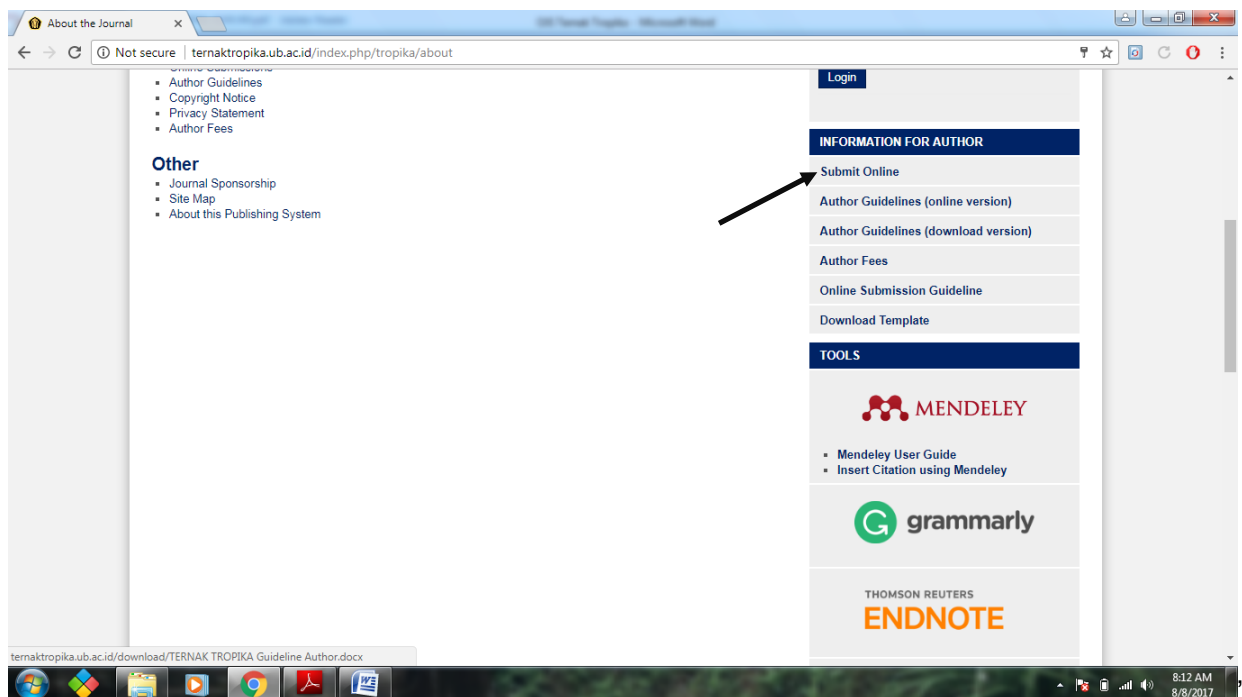 About the Journal
TERNAK Tropika - Microsoft Word
Not secure | ternaktropika.ub.ac.id/index.php/tropika/about
Author Guidelines
Copyright Notice
Privacy Statement
Author Fees
Other
Journal Sponsorship
Site Map
About this Publishing System
Login
INFORMATION FOR AUTHOR
Submit Online
Author Guidelines (online version)
Author Guidelines (download version)
Author Fees
Online Submission Guideline
Download Template
TOOLS
MENDELEY
Mendeley User Guide
Insert Citation using Mendeley
grammarly
THOMSON REUTERS
ENDNOTE
ternaktropika.ub.ac.id/download/TERNAK TROPIKA Guideline Author.docx
8:12 AM
8/8/2017
,